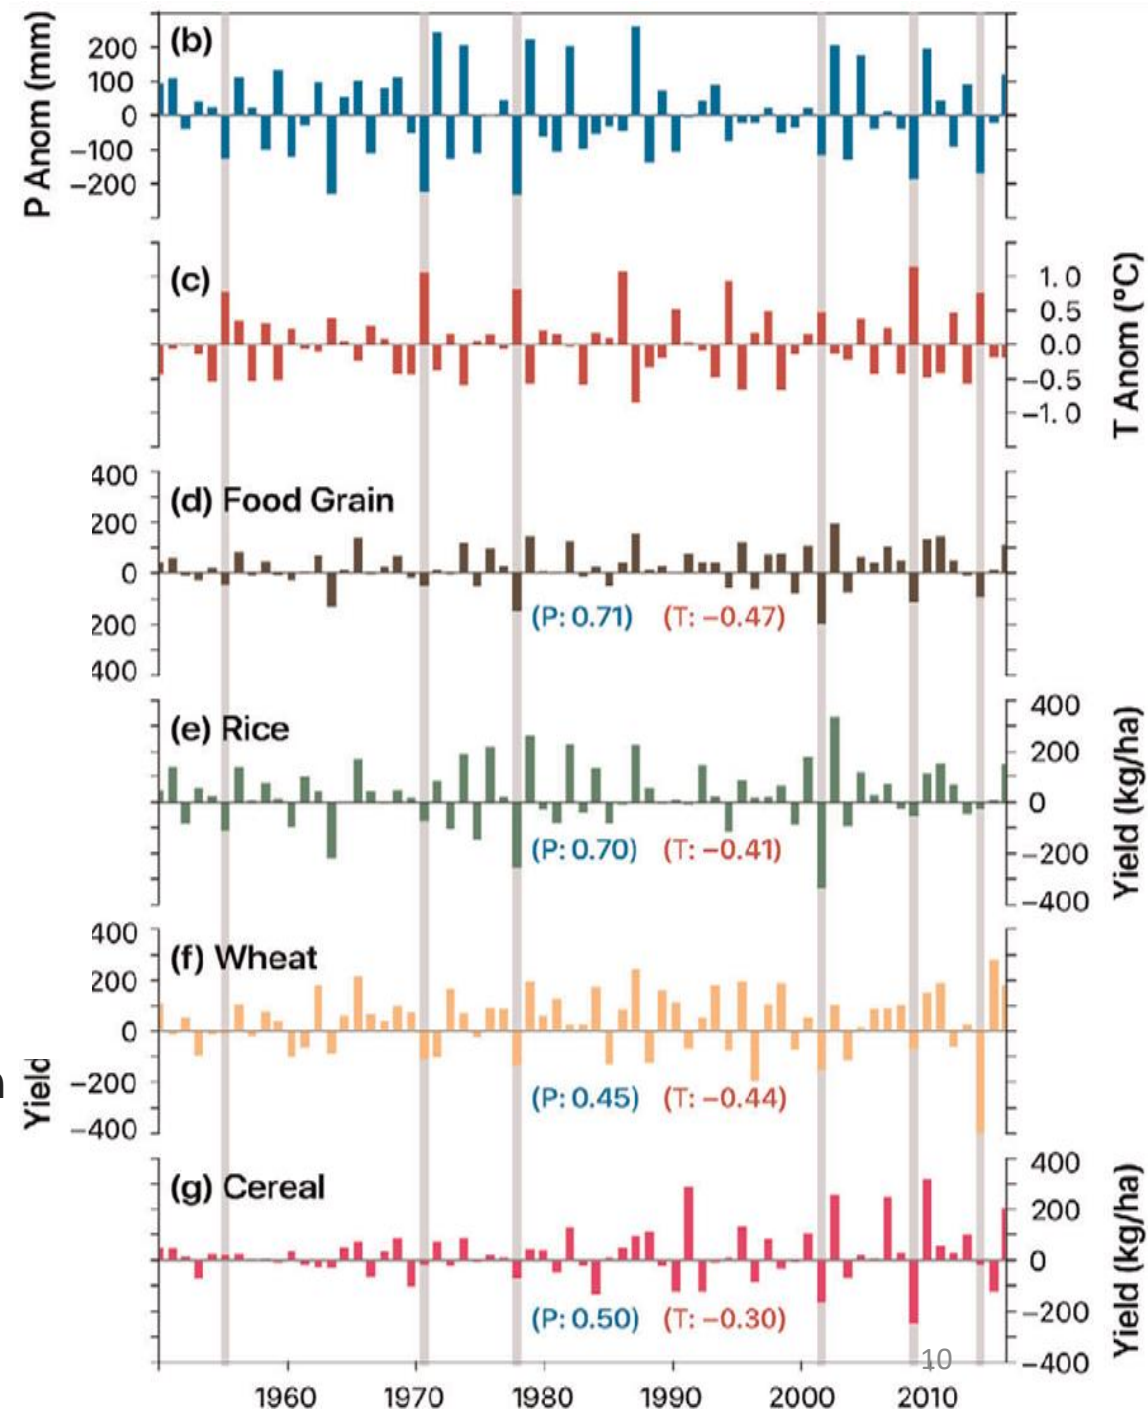 (b)
P Anom (mm)
200
100
0
−100
−200
(c)
1.0
0.5
0.0
−0.5
−1.0
T Anom (°C)
400
(d) Food Grain
200
0
(P: 0.71) (T: −0.47)
200
400
(e) Rice
400
200
0
(P: 0.70) (T: −0.41)
−200
−400
Yield (kg/ha)
400
(f) Wheat
200
0
Yield
−200
(P: 0.45) (T: −0.44)
−400
(g) Cereal
400
200
0
(P: 0.50) (T: −0.30)
−200
−400
Yield (kg/ha)
10
1960 1970 1980 1990 2000 2010